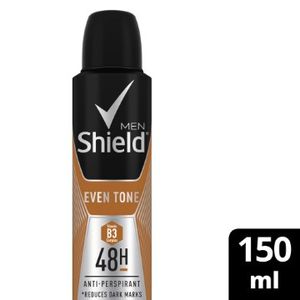 MEN
Shield
EVEN TONE
B3
48H
ANTI-PERSPIRANT
*REDUCES DARK MARKS
150
ml